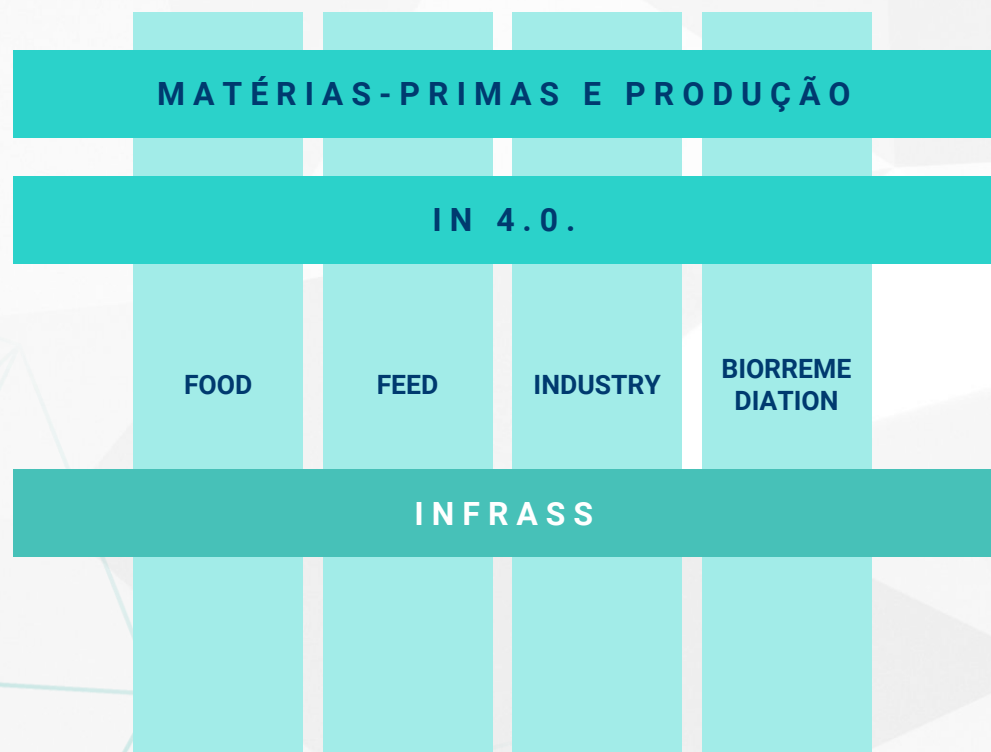 MATÉRIAS-PRIMAS E PRODUÇÃO
IN 4.0.
FOOD
FEED
INDUSTRY
BIORREME
DIATION
INFRASS